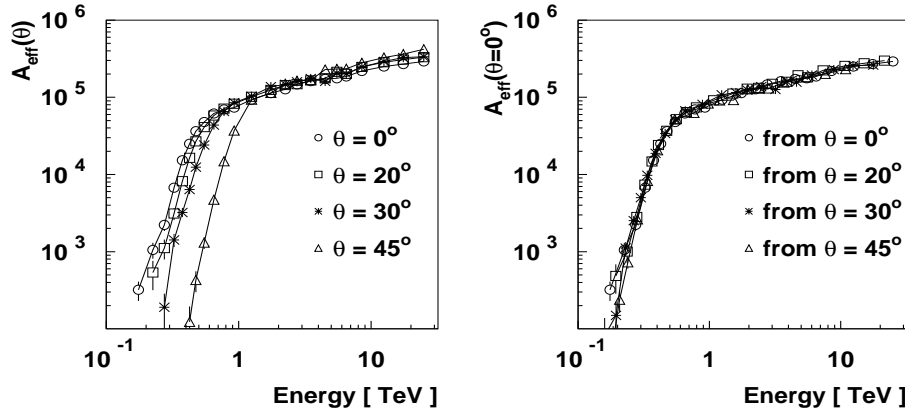 A_eff(θ)
10^6
10^5
10^4
10^3
θ = 0°
θ = 20°
θ = 30°
θ = 45°
10^-1
1
10
Energy [ TeV ]
A_eff(θ=0°)
10^6
10^5
10^4
10^3
from θ = 0°
from θ = 20°
from θ = 30°
from θ = 45°
10^-1
1
10
Energy [ TeV ]